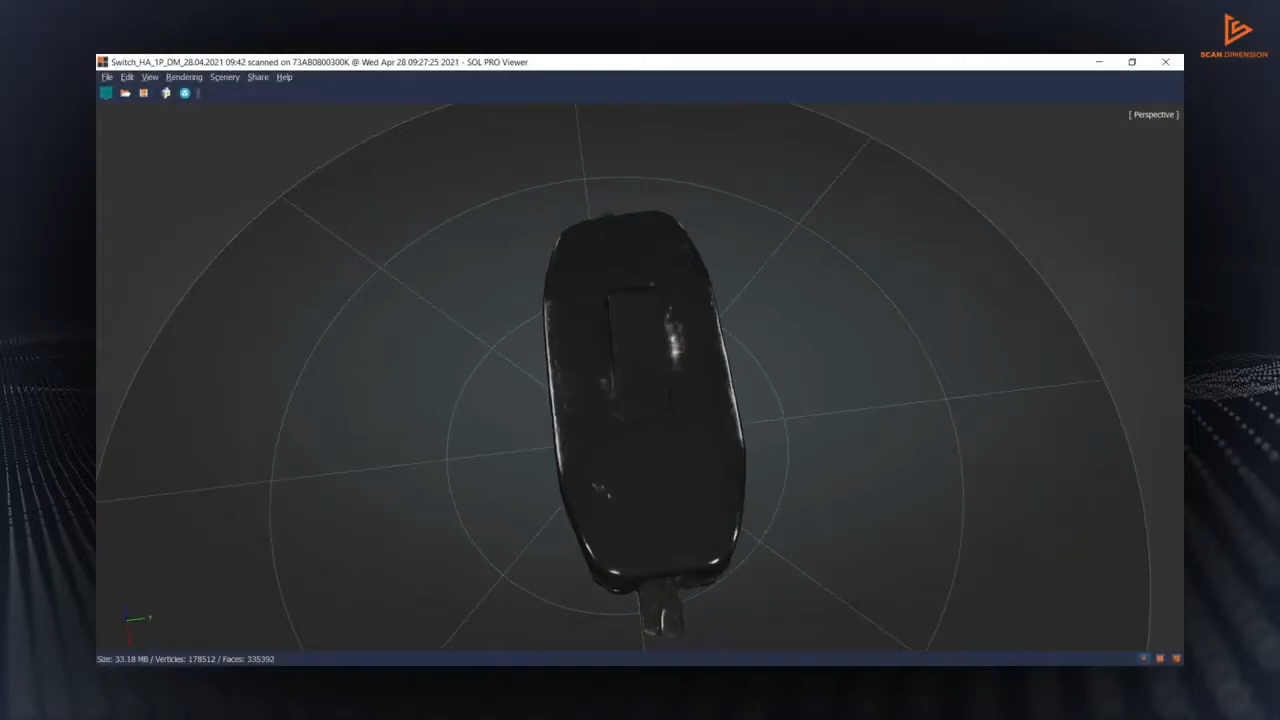 SCAN DIMENSION
Switch_HA_1P_DM_28.04.2021 09:42 scanned on 73AB0800300K @ Wed Apr 28 09:27:25 2021 - SOL PRO Viewer
File Edit View Rendering Scenery Share Help
[ Perspective ]
Y
Size: 33.18 MB / Verticies: 178512 / Faces: 335392